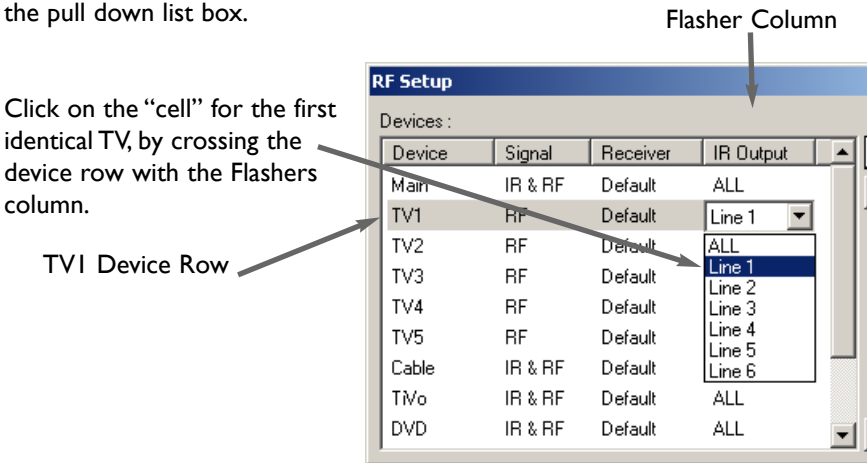 the pull down list box.
Flasher Column
Click on the “cell” for the first
identical TV, by crossing the
device row with the Flashers
column.
TV1 Device Row
RF Setup
Devices :
Device Signal Receiver IR Output
Main IR & RF Default ALL
TV1 RF Default Line 1
TV2 RF Default ALL
Line 1
TV3 RF Default Line 2
TV4 RF Default Line 3
Line 4
TV5 RF Default Line 5
Cable IR & RF Default Line 6
TiVo IR & RF Default ALL
DVD IR & RF Default ALL